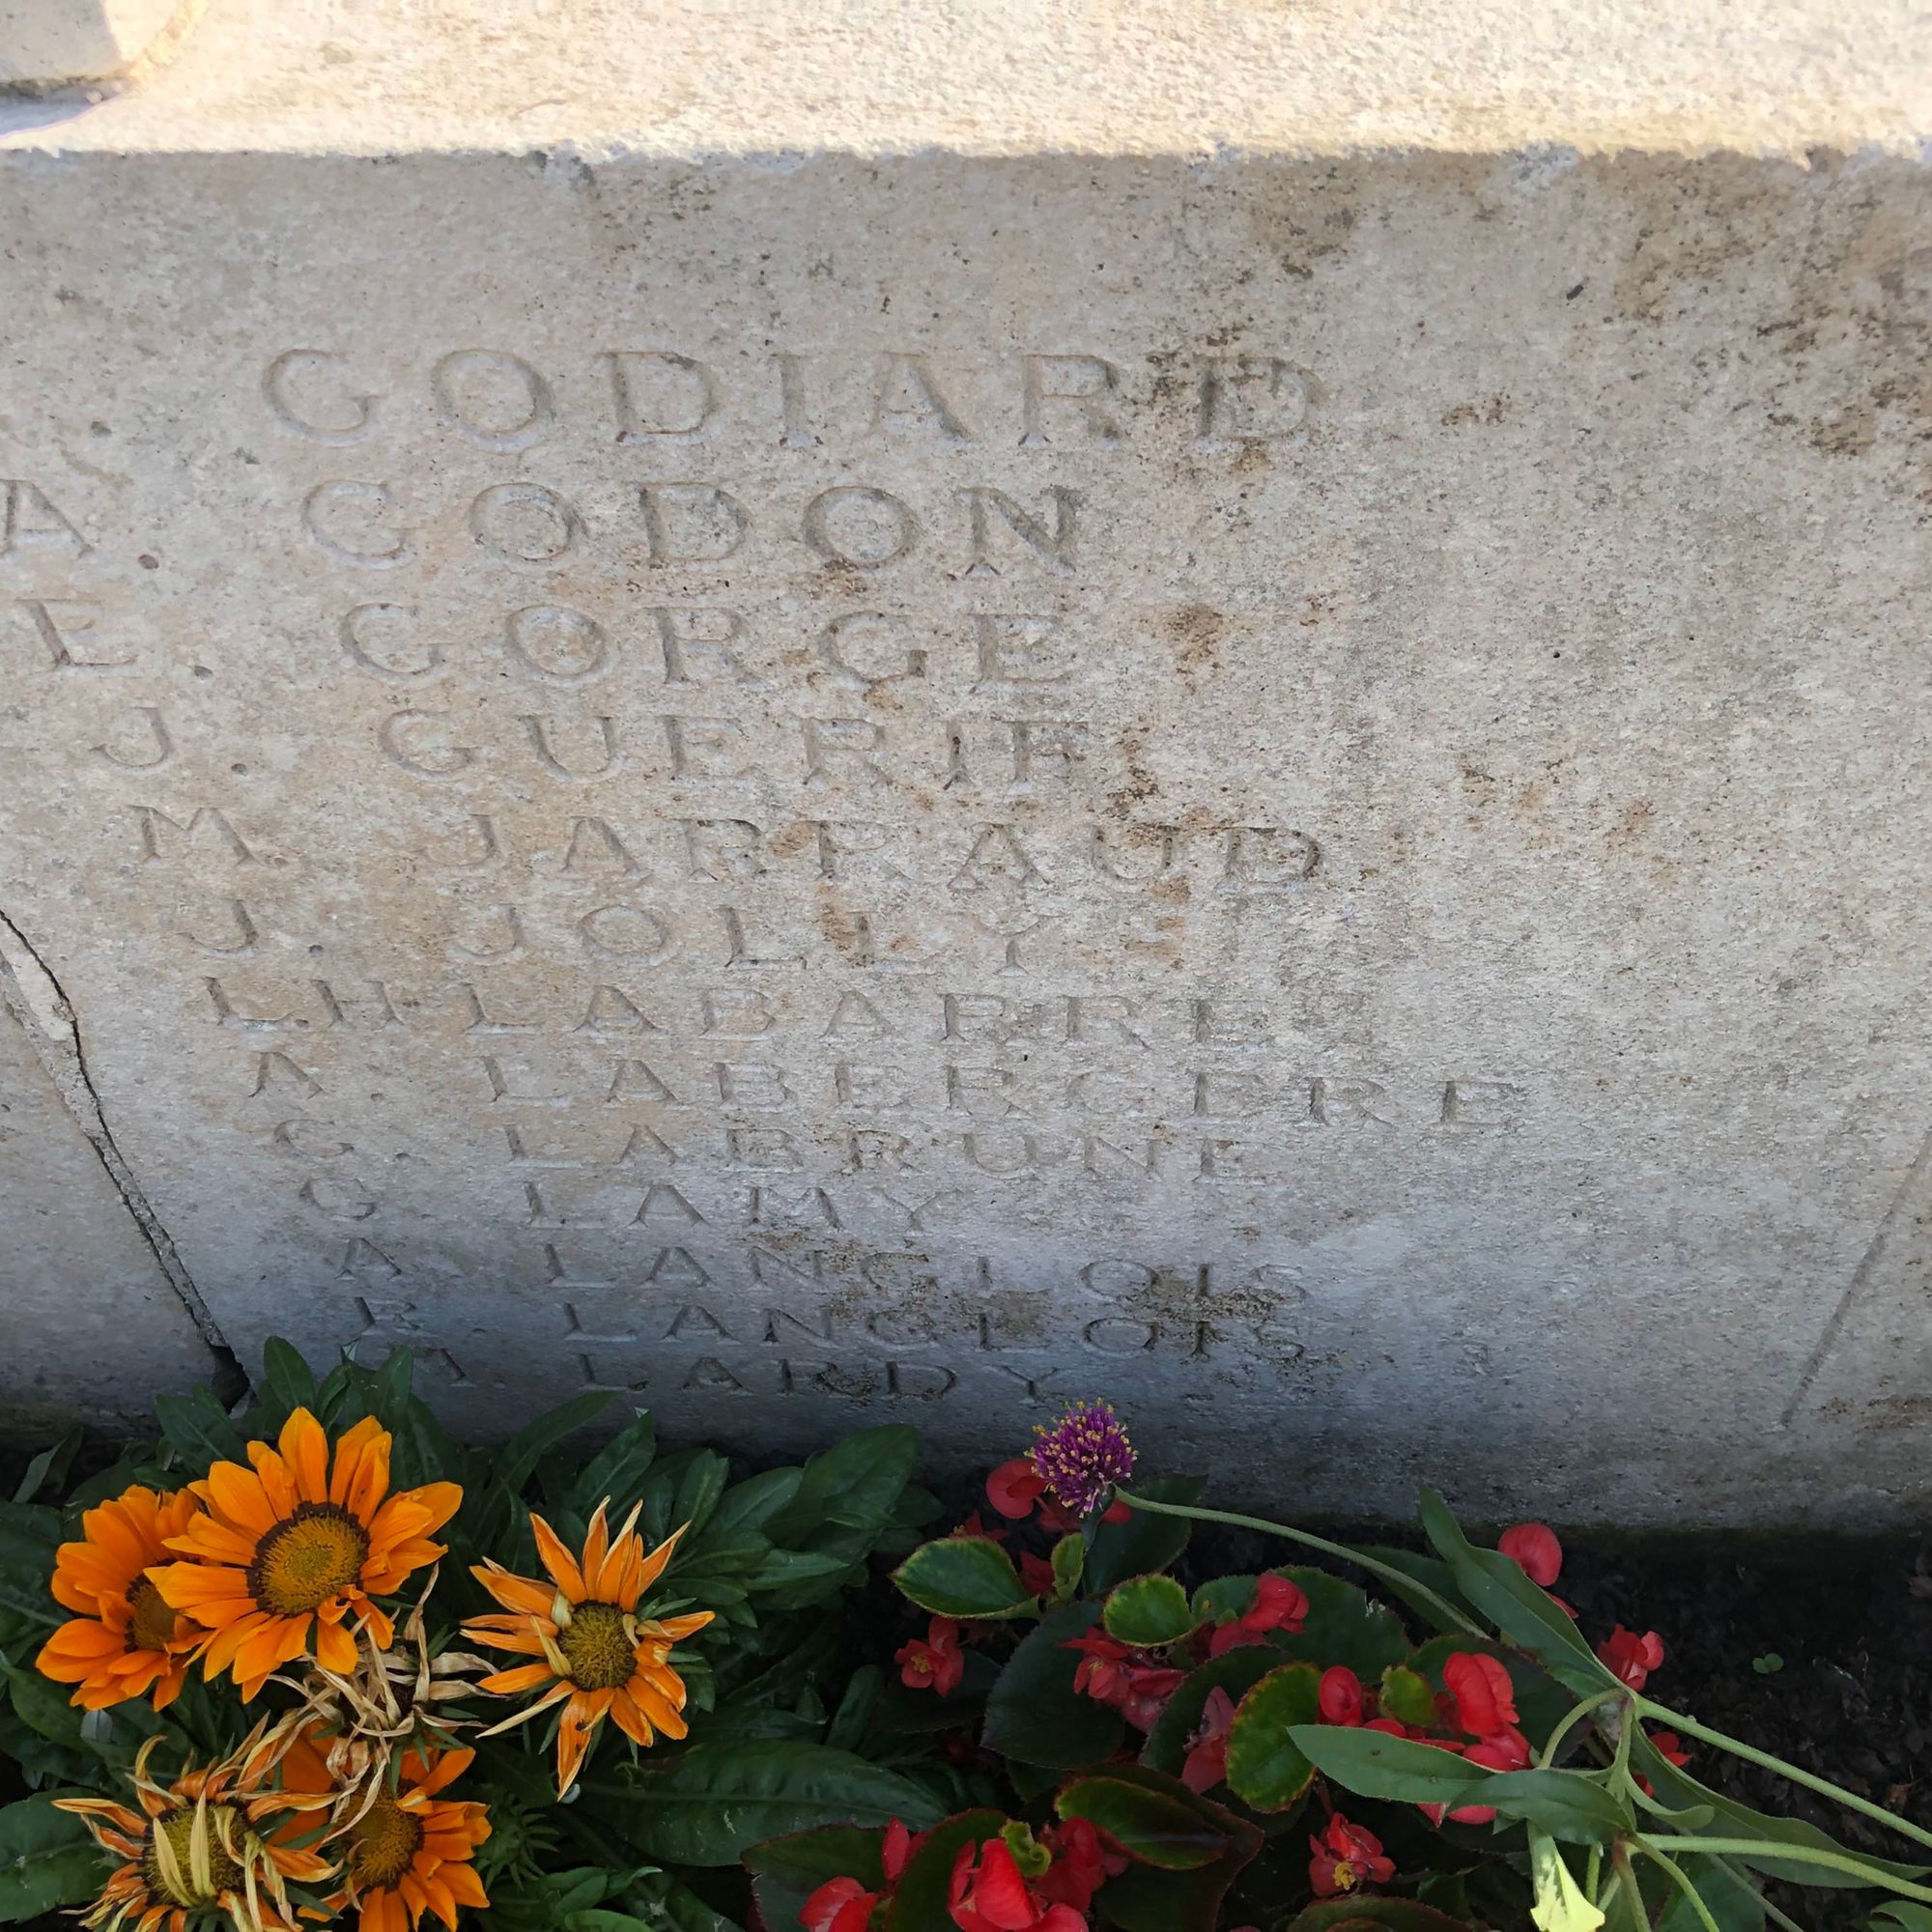 GODIARD
A. GODON
E. GORGE
J. GUERIF
M. JARRAUD
J. JOLLY
L.H LABARRE
A. LABERGERE
G. LABRUNE
G. LAMY
A. LANGLOIS
R. LANGLOIS
A. LARDY